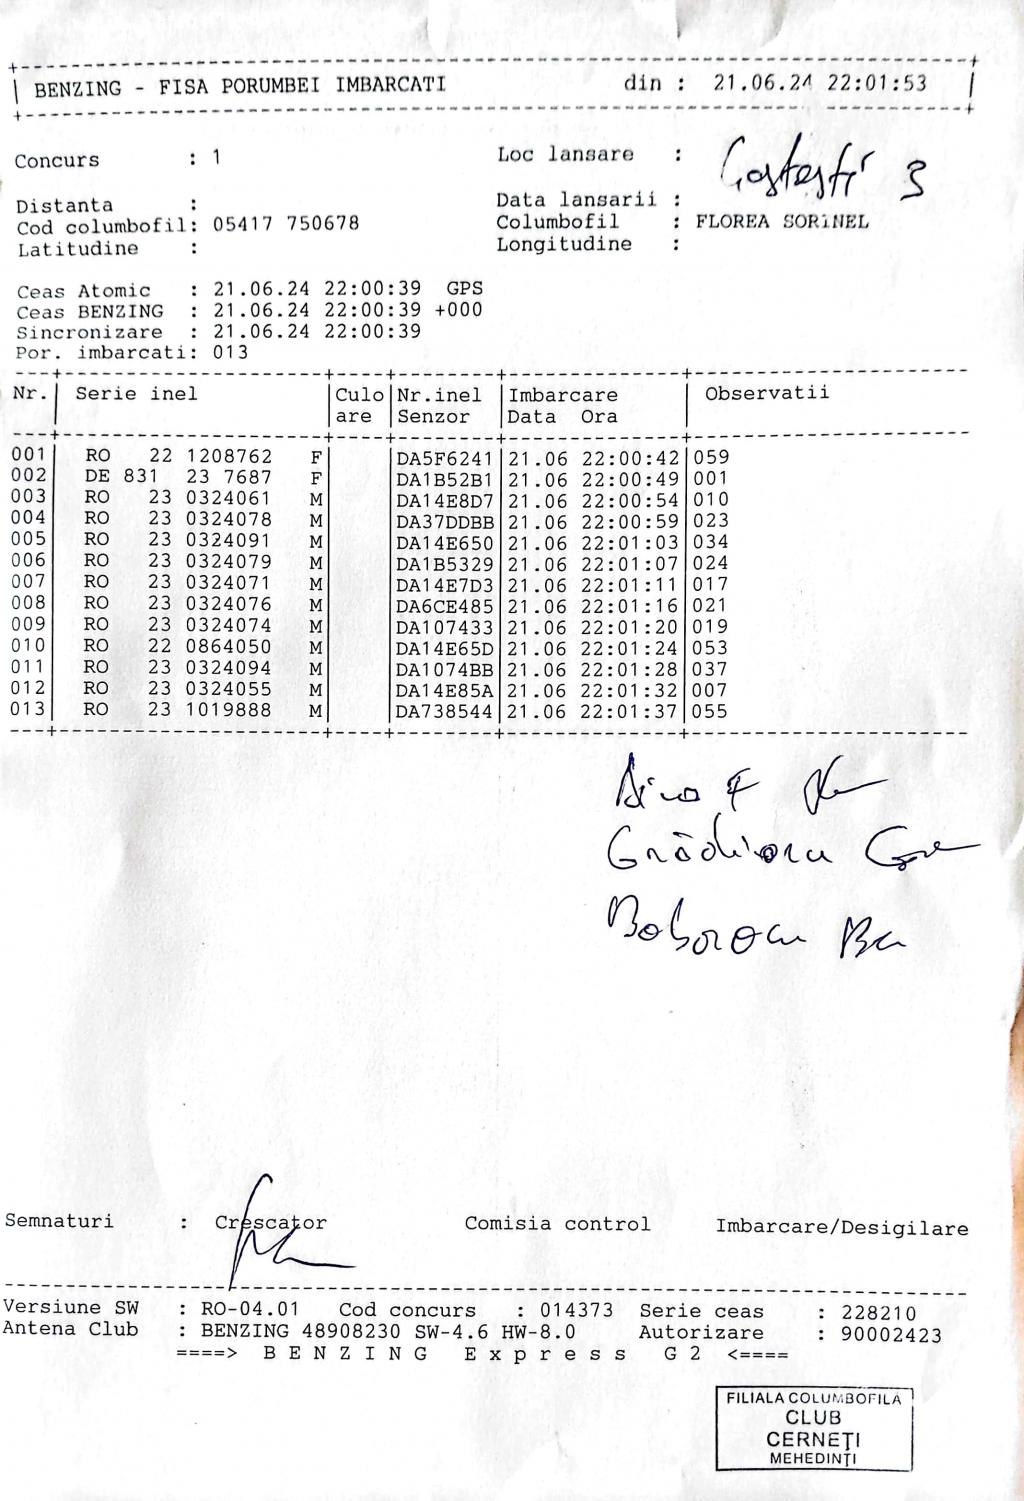 BENZING - FISA PORUMBEI IMBARCATI din : 21.06.24 22:01:53
Concurs : 1 Loc lansare : Costești 3
Distanta : Data lansarii :
Cod columbofil: 05417 750678 Columbofil : FLOREA SORINEL
Latitudine : Longitudine :
Ceas Atomic : 21.06.24 22:00:39 GPS
Ceas BENZING : 21.06.24 22:00:39 +000
Sincronizare : 21.06.24 22:00:39
Por. imbarcati: 013
Nr. Serie inel Culo Nr.inel Imbarcare Observatii
are Senzor Data Ora
001 RO 22 1208762 F DA5F6241 21.06 22:00:42 059
002 DE 831 23 7687 F DA1B52B1 21.06 22:00:49 001
003 RO 23 0324061 M DA14E8D7 21.06 22:00:54 010
004 RO 23 0324078 M DA37DDBB 21.06 22:00:59 023
005 RO 23 0324091 M DA14E650 21.06 22:01:03 034
006 RO 23 0324079 M DA1B5329 21.06 22:01:07 024
007 RO 23 0324071 M DA14E7D3 21.06 22:01:11 017
008 RO 23 0324076 M DA6CE485 21.06 22:01:16 021
009 RO 23 0324074 M DA107433 21.06 22:01:20 019
010 RO 22 0864050 M DA14E65D 21.06 22:01:24 053
011 RO 23 0324094 M DA1074BB 21.06 22:01:28 037
012 RO 23 0324055 M DA14E85A 21.06 22:01:32 007
013 RO 23 1019888 M DA738544 21.06 22:01:37 055
Semnaturi : Crescator Comisia control Imbarcare/Desigilare
Versiune SW : RO-04.01 Cod concurs : 014373 Serie ceas : 228210
Antena Club : BENZING 48908230 SW-4.6 HW-8.0 Autorizare : 90002423
====> B E N Z I N G E x p r e s s G 2 <====
FILIALA COLUMBOFILA
CLUB
CERNEȚI
MEHEDINȚI